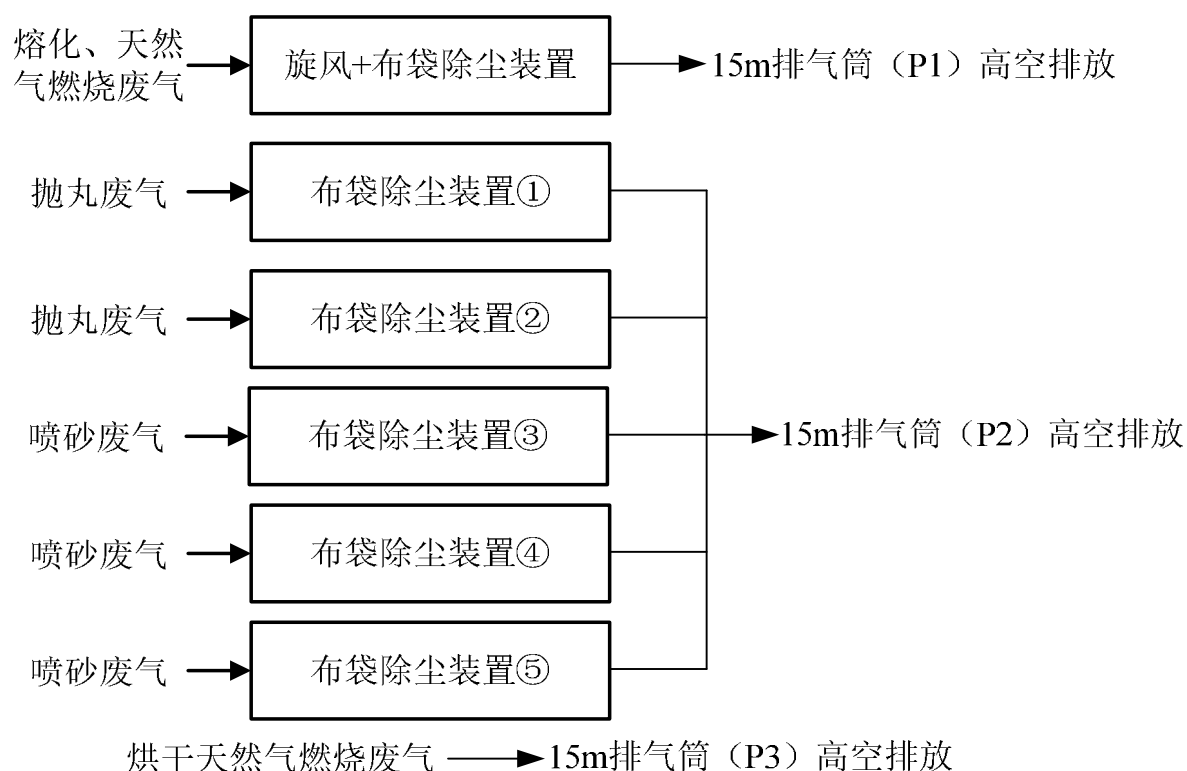 熔化、天然
气燃烧废气
旋风+布袋除尘装置
15m排气筒（P1）高空排放
抛丸废气
布袋除尘装置①
抛丸废气
布袋除尘装置②
喷砂废气
布袋除尘装置③
15m排气筒（P2）高空排放
喷砂废气
布袋除尘装置④
喷砂废气
布袋除尘装置⑤
烘干天然气燃烧废气
15m排气筒（P3）高空排放